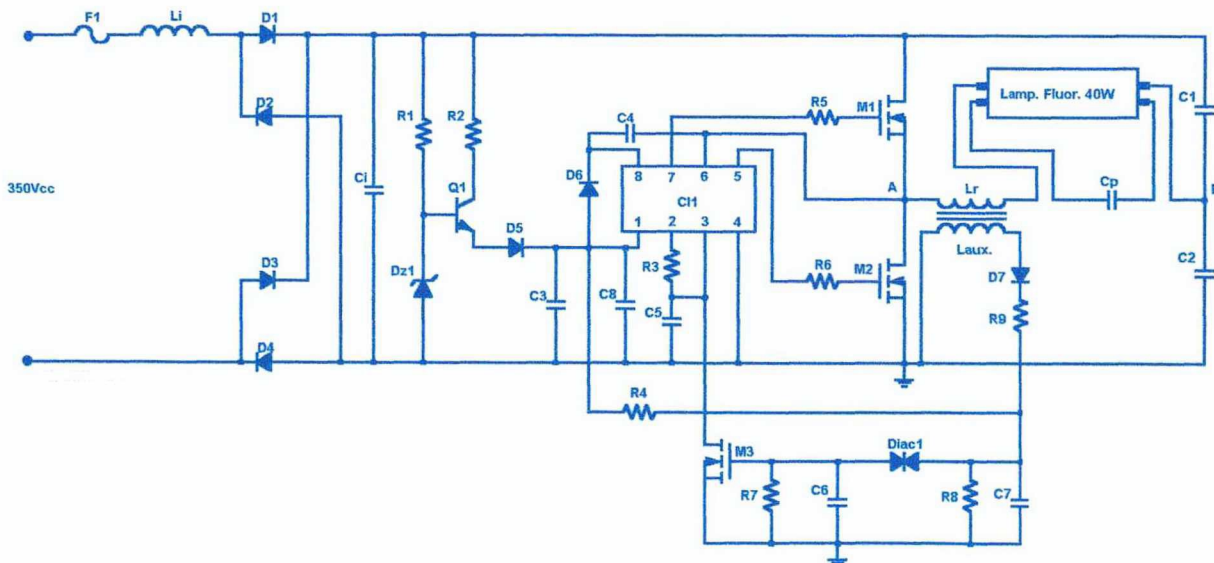 F1
Li
D1
D2
350Vcc
Ci
D3
D4
R1
R2
Q1
Dz1
D5
D6
C4
C3
C8
8 7 6 5
CI1
1 2 3 4
R3
C5
R5
M1
Lamp. Fluor. 40W
C1
A
Lr
Cp
Laux.
R6
M2
D7
C2
R9
R4
M3
Diac1
R7
C6
R8
C7